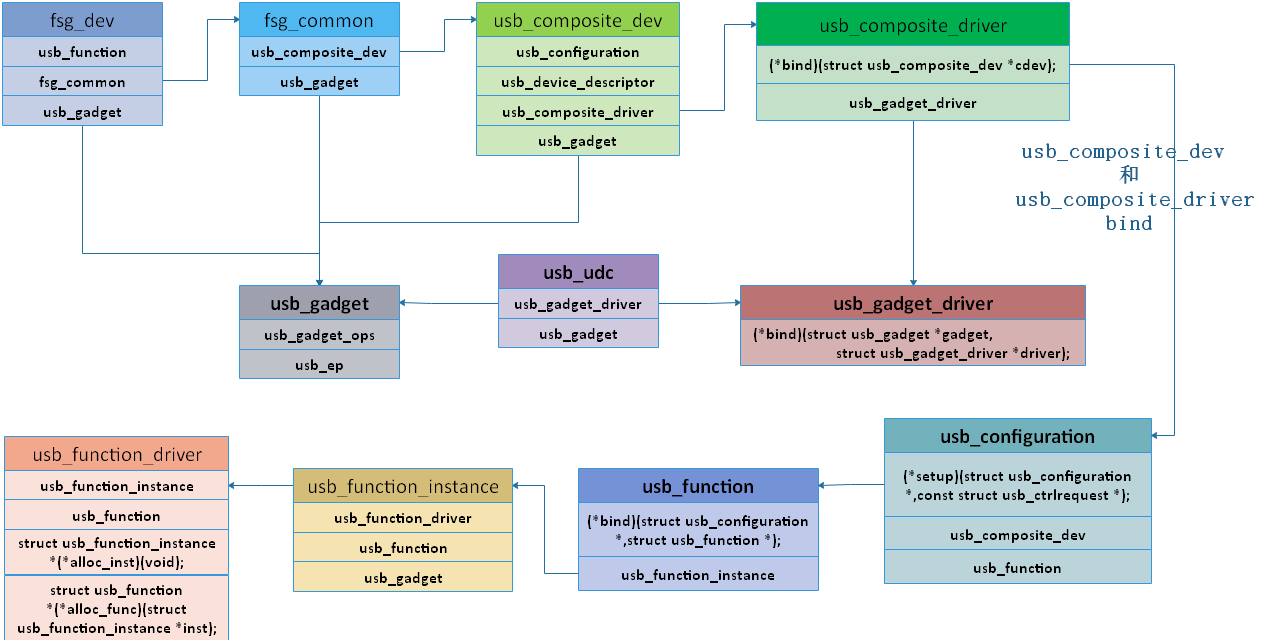 fsg_dev
usb_function
fsg_common
usb_gadget
fsg_common
usb_composite_dev
usb_gadget
usb_composite_dev
usb_configuration
usb_device_descriptor
usb_composite_driver
usb_gadget
usb_composite_driver
(*bind)(struct usb_composite_dev *cdev);
usb_gadget_driver
usb_composite_dev
和
usb_composite_driver
bind
usb_gadget
usb_gadget_ops
usb_ep
usb_udc
usb_gadget_driver
usb_gadget
usb_gadget_driver
(*bind)(struct usb_gadget *gadget,
struct usb_gadget_driver *driver);
usb_function_driver
usb_function_instance
usb_function
struct usb_function_instance
*(*alloc_inst)(void);
struct usb_function
*(*alloc_func)(struct
usb_function_instance *inst);
usb_function_instance
usb_function_driver
usb_function
usb_gadget
usb_function
(*bind)(struct usb_configuration
*,struct usb_function *);
usb_function_instance
usb_configuration
(*setup)(struct usb_configuration
*,const struct usb_ctrlrequest *);
usb_composite_dev
usb_function